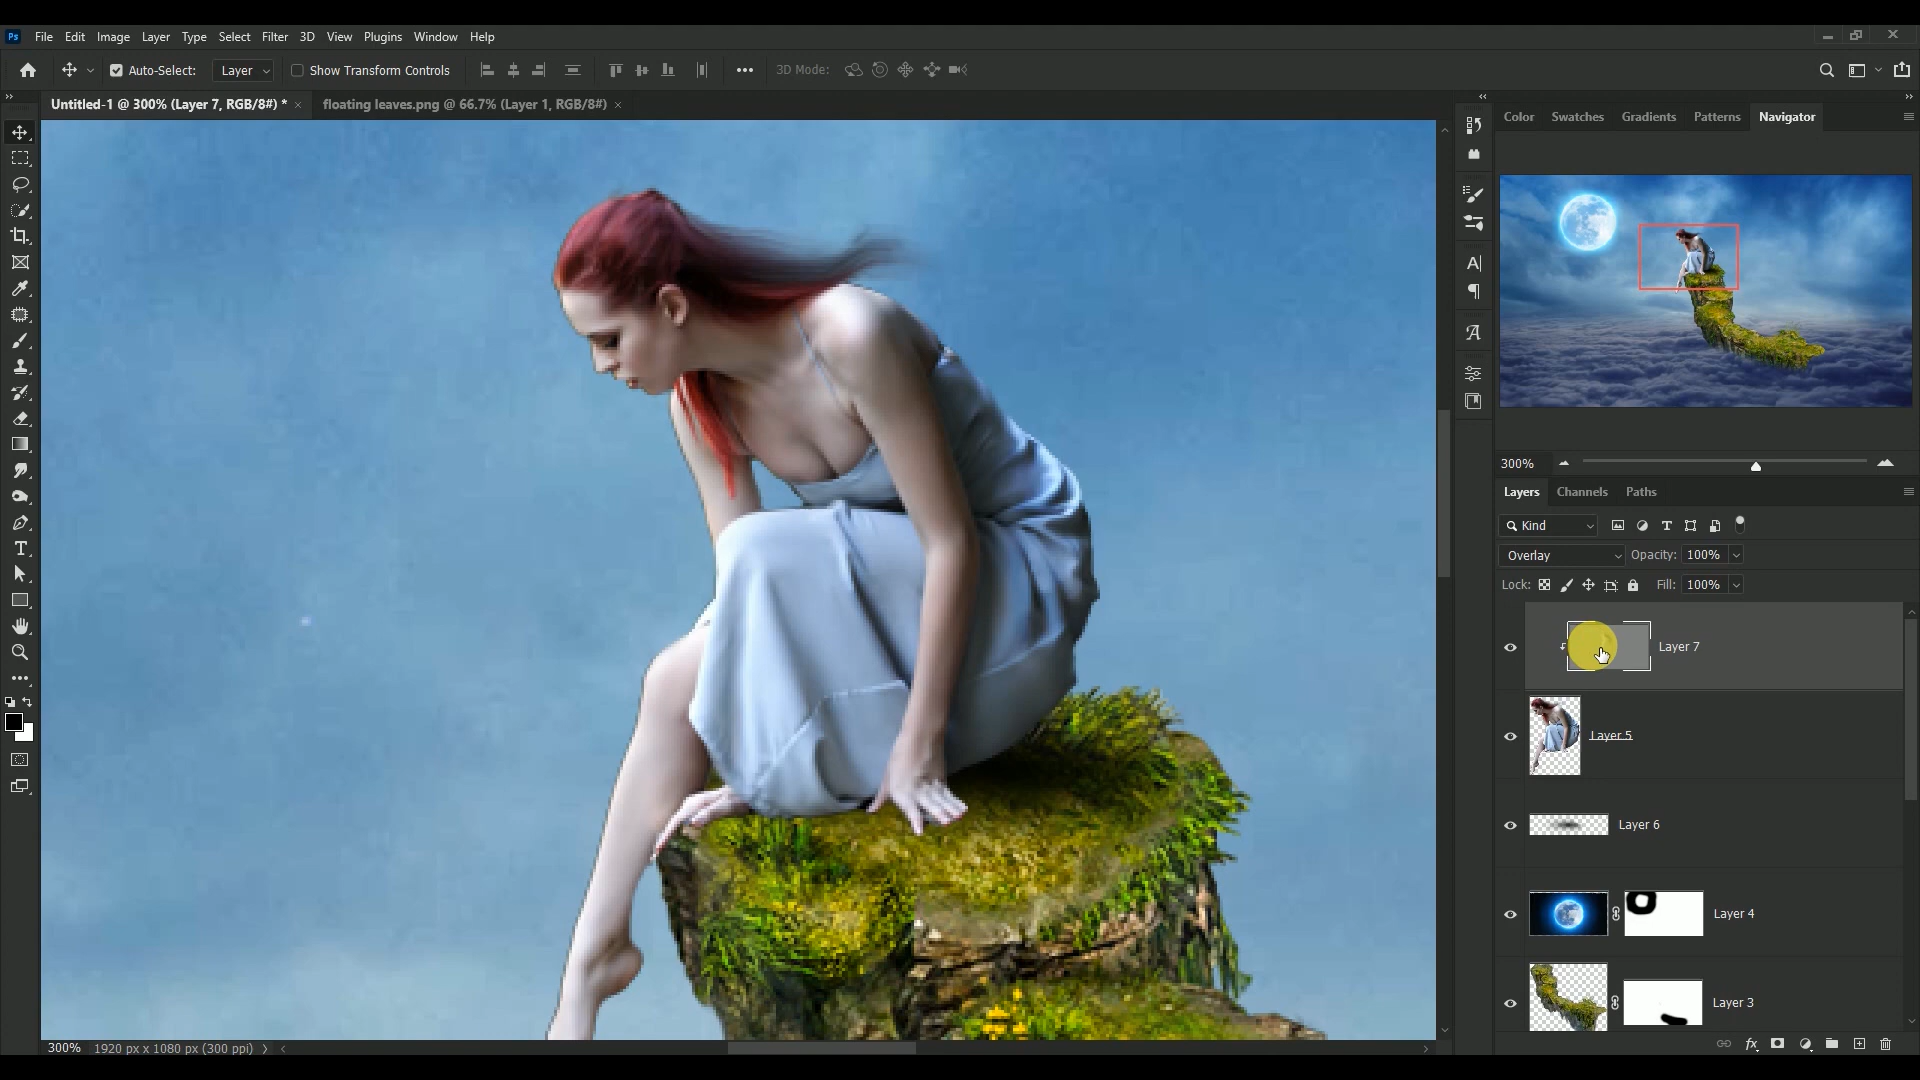 Ps File Edit Image Layer Type Select Filter 3D View Plugins Window Help
Auto-Select: Layer Show Transform Controls 3D Mode:
Untitled-1 @ 300% (Layer 7, RGB/8#) * × floating leaves.png @ 66.7% (Layer 1, RGB/8#) ×
Color Swatches Gradients Patterns Navigator
300%
Layers Channels Paths
Kind
Overlay Opacity: 100%
Lock: Fill: 100%
Layer 7
Layer 5
Layer 6
Layer 4
Layer 3
300% 1920 px x 1080 px (300 ppi)